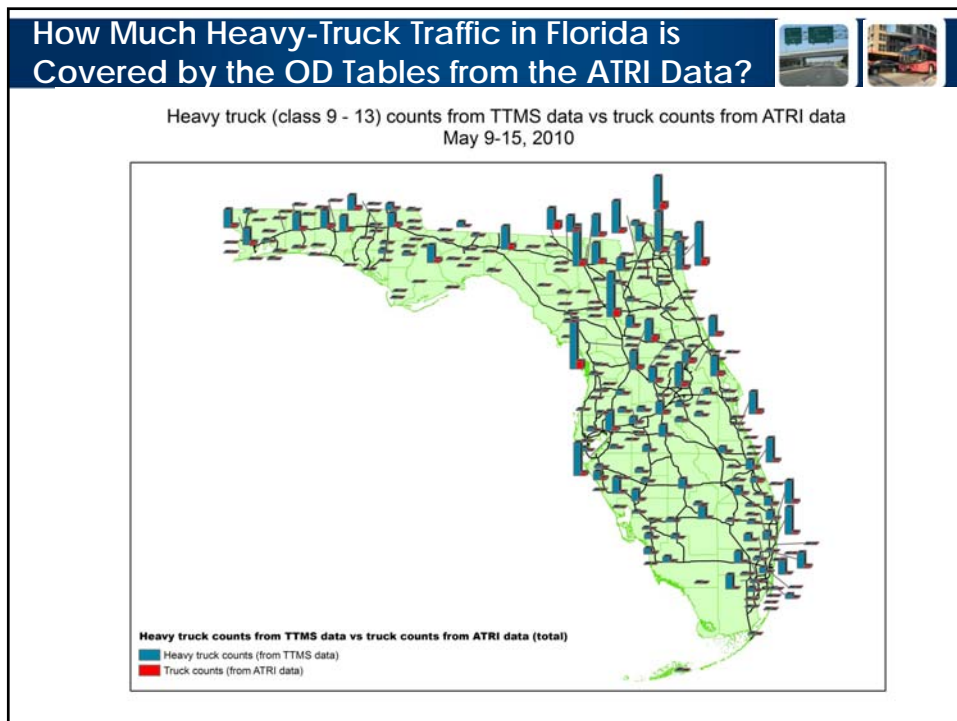 How Much Heavy-Truck Traffic in Florida is
Covered by the OD Tables from the ATRI Data?
Heavy truck (class 9 - 13) counts from TTMS data vs truck counts from ATRI data
May 9-15, 2010
Heavy truck counts from TTMS data vs truck counts from ATRI data (total)
Heavy truck counts (from TTMS data)
Truck counts (from ATRI data)